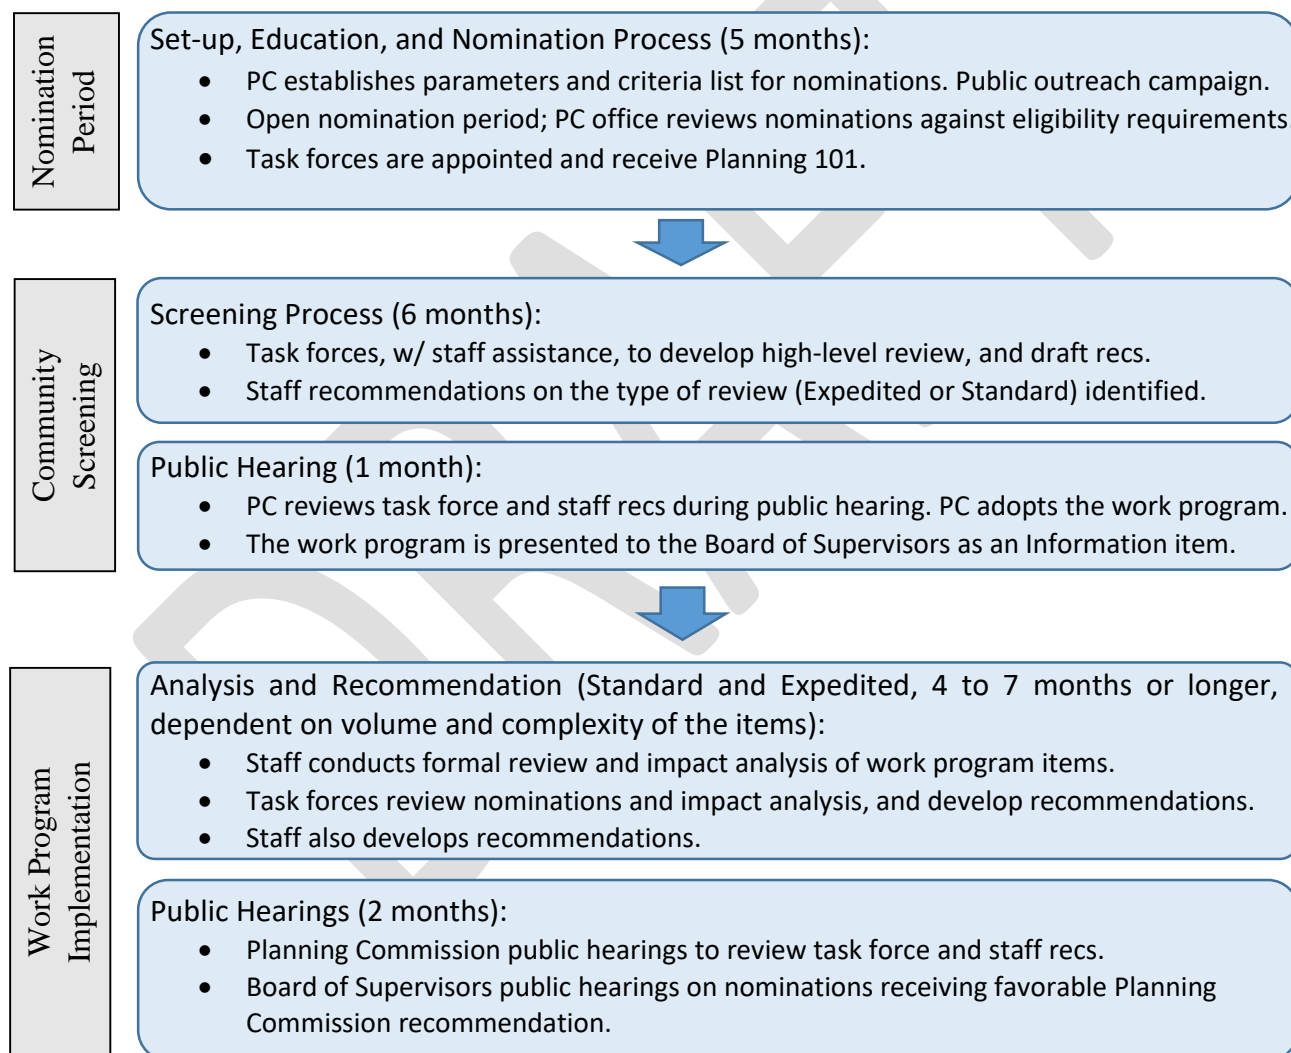 Nomination
Period
Set-up, Education, and Nomination Process (5 months):
• PC establishes parameters and criteria list for nominations. Public outreach campaign.
• Open nomination period; PC office reviews nominations against eligibility requirements.
• Task forces are appointed and receive Planning 101.
Community
Screening
Screening Process (6 months):
• Task forces, w/ staff assistance, to develop high-level review, and draft recs.
• Staff recommendations on the type of review (Expedited or Standard) identified.
Public Hearing (1 month):
• PC reviews task force and staff recs during public hearing. PC adopts the work program.
• The work program is presented to the Board of Supervisors as an Information item.
Work Program
Implementation
Analysis and Recommendation (Standard and Expedited, 4 to 7 months or longer,
dependent on volume and complexity of the items):
• Staff conducts formal review and impact analysis of work program items.
• Task forces review nominations and impact analysis, and develop recommendations.
• Staff also develops recommendations.
Public Hearings (2 months):
• Planning Commission public hearings to review task force and staff recs.
• Board of Supervisors public hearings on nominations receiving favorable Planning
Commission recommendation.
DRAFT